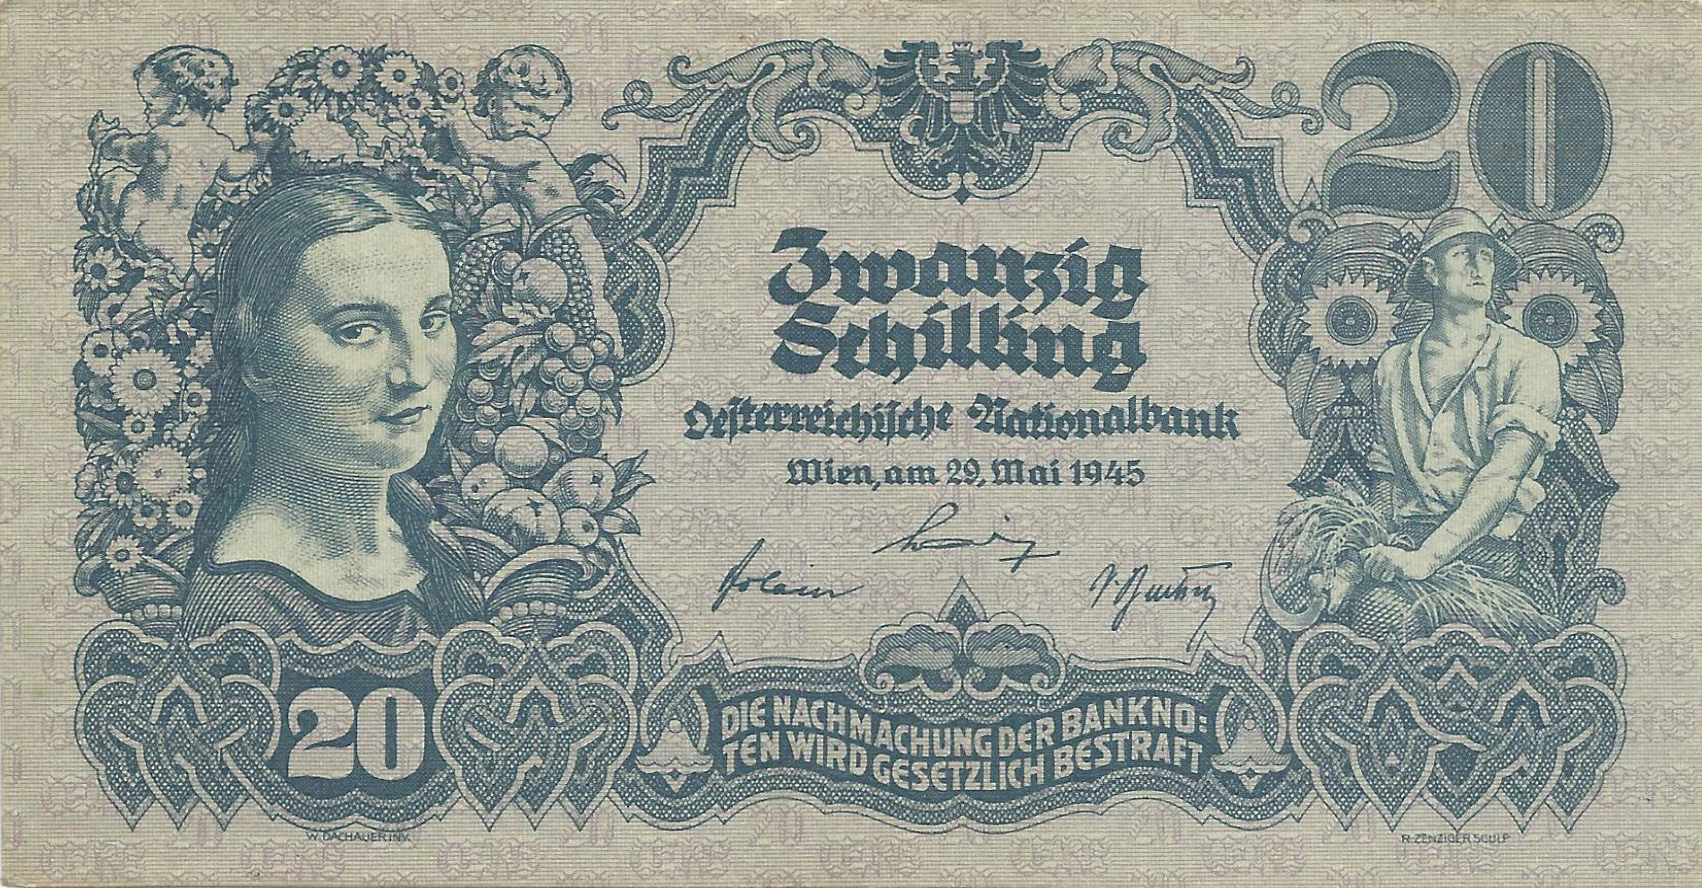 20
Zwanzig
Schilling
Oesterreichische Nationalbank
Wien, am 29. Mai 1945
20
DIE NACHMACHUNG DER BANKNO=
TEN WIRD GESETZLICH BESTRAFT
W. DACHAUER INV.
R. ZENZIGER SCULP